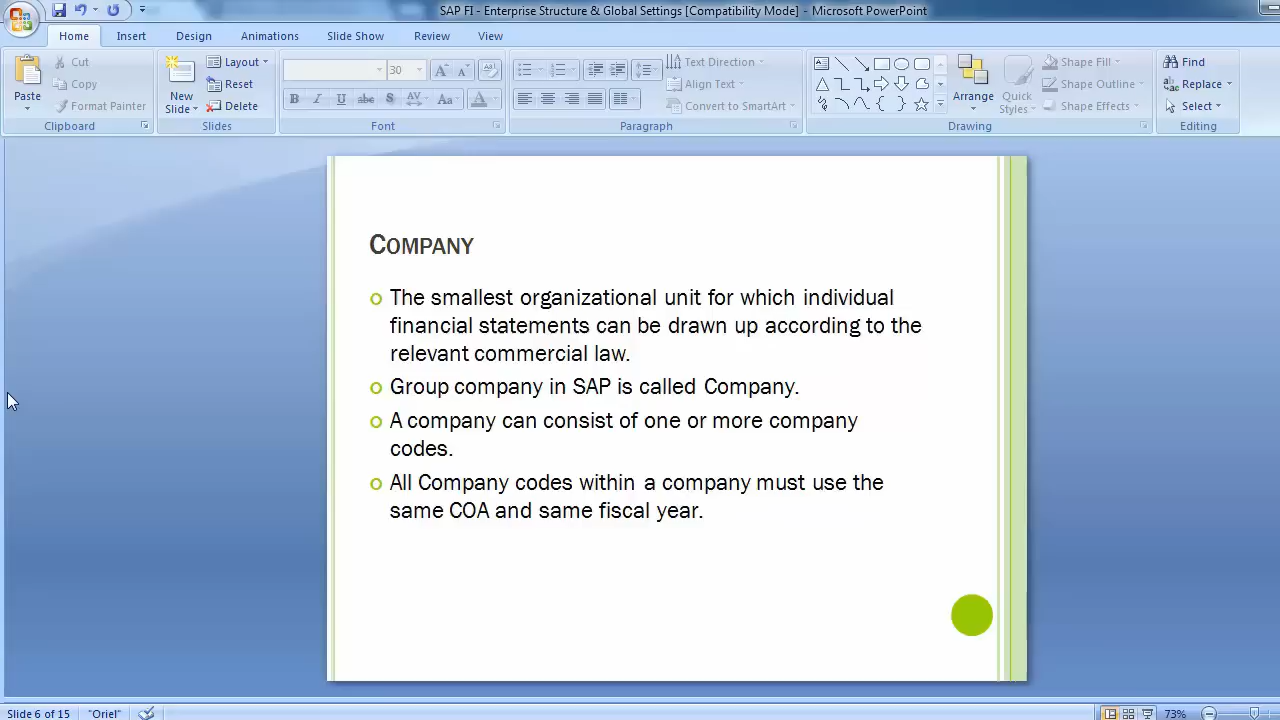 SAP FI - Enterprise Structure & Global Settings [Compatibility Mode] - Microsoft PowerPoint
Home Insert Design Animations Slide Show Review View
Paste Cut Copy Format Painter
Clipboard
New Slide Layout Reset Delete
Slides
30
B I U abe S AV Aa A
Font
Text Direction Align Text Convert to SmartArt
Paragraph
Arrange Quick Styles Shape Fill Shape Outline Shape Effects
Drawing
Find Replace Select
Editing
COMPANY
The smallest organizational unit for which individual
financial statements can be drawn up according to the
relevant commercial law.
Group company in SAP is called Company.
A company can consist of one or more company
codes.
All Company codes within a company must use the
same COA and same fiscal year.
Slide 6 of 15 "Oriel" 73%